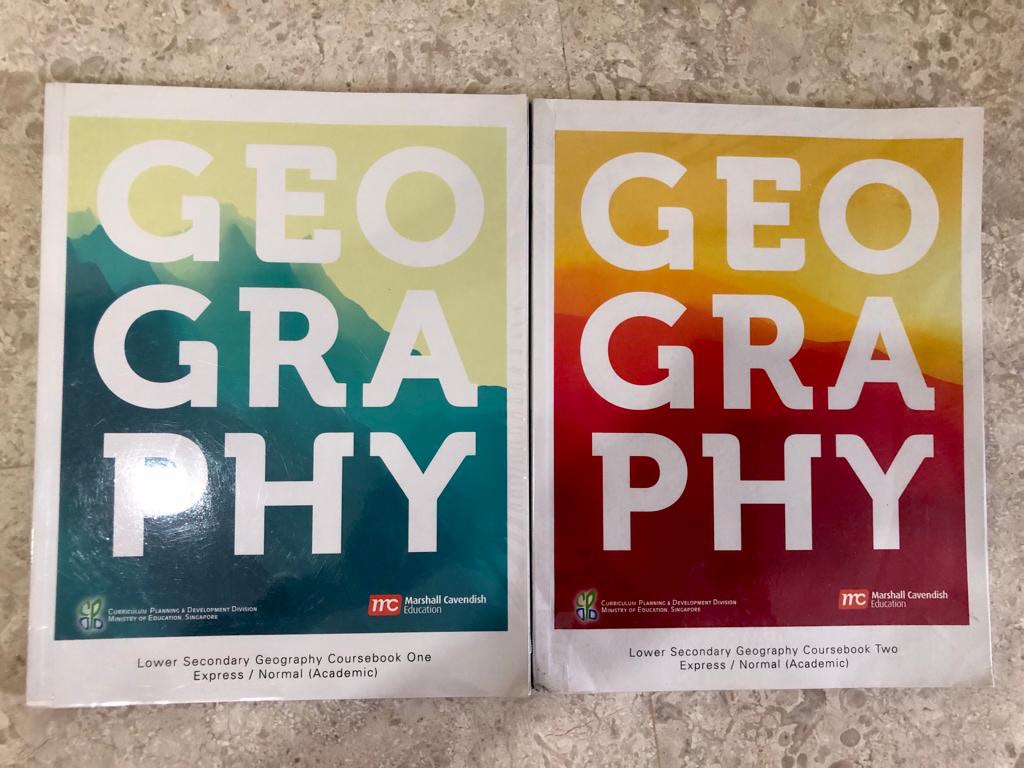 GEO
GRA
PHY
CURRICULUM PLANNING & DEVELOPMENT DIVISION
MINISTRY OF EDUCATION, SINGAPORE
mc Marshall Cavendish
Education
Lower Secondary Geography Coursebook One
Express / Normal (Academic)
GEO
GRA
PHY
CURRICULUM PLANNING & DEVELOPMENT DIVISION
MINISTRY OF EDUCATION, SINGAPORE
mc Marshall Cavendish
Education
Lower Secondary Geography Coursebook Two
Express / Normal (Academic)